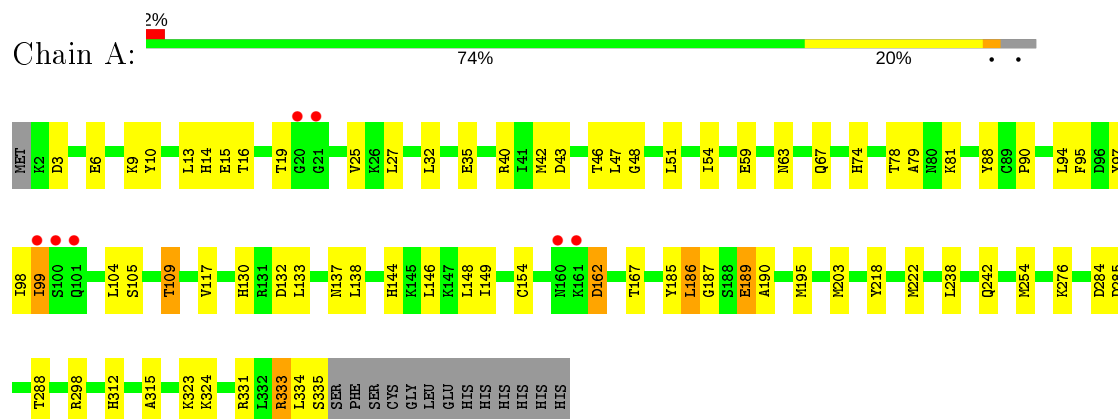 2%
Chain A:
74% 20% • •
MET K2 D3 E6 K9 Y10 L13 H14 E15 T16 T19 G20 G21 V25 K26 L27 L32 E35 R40 I41 M42 D43 T46 L47 G48 L51 I54 E59 N63 Q67 H74 T78 A79 N80 K81 Y88 C89 P90 L94 F95 D96 Y97
I98 I99 S100 Q101 L104 S105 T109 V117 H130 R131 D132 L133 N137 L138 H144 K145 L146 K147 L148 I149 C154 N160 K161 D162 T167 Y185 L186 G187 S188 E189 A190 M195 M203 Y218 M222 L238 Q242 M254 K276 D284
T288 R298 H312 A315 K323 K324 R331 L332 R333 L334 S335 SER PHE SER CYS GLY LEU GLU HIS HIS HIS HIS HIS HIS